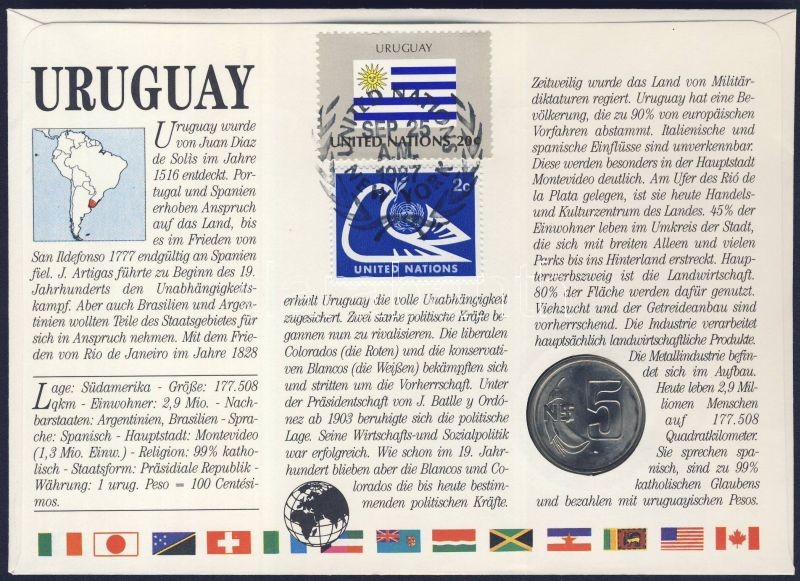 URUGUAY
Uruguay wurde
von Juan Diaz
de Solìs im Jahre
1516 entdeckt. Por-
tugal und Spanien
erhoben Anspruch
auf das Land, bis
es im Frieden von
San Ildefonso 1777 endgültig an Spanien
fiel. J. Artigas führte zu Beginn des 19.
Jahrhunderts den Unabhängigkeits-
kampf. Aber auch Brasilien und Argen-
tinien wollten Teile des Staatsgebietes für
sich in Anspruch nehmen. Mit dem Frie-
den von Rio de Janeiro im Jahre 1828
Lage: Südamerika - Größe: 177.508
qkm - Einwohner: 2,9 Mio. - Nach-
barstaaten: Argentinien, Brasilien - Spra-
che: Spanisch - Hauptstadt: Montevideo
(1,3 Mio. Einw.) - Religion: 99% katho-
lisch - Staatsform: Präsidiale Republik -
Währung: 1 urug. Peso = 100 Centési-
mos.
URUGUAY
UNITED NATIONS 20c
UNITED NATIONS
SEP 25
A.M.
1987
NEW YORK
2c
UNITED NATIONS
erhielt Uruguay die volle Unabhängigkeit
zugesichert. Zwei starke politische Kräfte be-
gannen nun zu rivalisieren. Die liberalen
Colorados (die Roten) und die konservati-
ven Blancos (die Weißen) bekämpften sich
und stritten um die Vorherrschaft. Unter
der Präsidentschaft von J. Batlle y Ordó-
nez ab 1903 beruhigte sich die politische
Lage. Seine Wirtschafts-und Sozialpolitik
war erfolgreich. Wie schon im 19. Jahr-
hundert blieben aber die Blancos und Co-
lorados die bis heute bestim-
menden politischen Kräfte.
Zeitweilig wurde das Land von Militär-
diktaturen regiert. Uruguay hat eine Be-
völkerung, die zu 90% von europäischen
Vorfahren abstammt. Italienische und
spanische Einflüsse sind unverkennbar.
Diese werden besonders in der Hauptstadt
Montevideo deutlich. Am Ufer des Rió de
la Plata gelegen, ist sie heute Handels-
und Kulturzentrum des Landes. 45% der
Einwohner leben im Umkreis der Stadt,
die sich mit breiten Alleen und vielen
Parks bis ins Hinterland erstreckt. Haup-
terwerbszweig ist die Landwirtschaft.
80% der Fläche werden dafür genutzt.
Viehzucht und der Getreideanbau sind
vorherrschend. Die Industrie verarbeitet
hauptsächlich landwirtschaftliche Produkte.
Die Metallindustrie befin-
det sich im Aufbau.
Heute leben 2,9 Mil-
lionen Menschen
auf 177.508
Quadratkilometer.
Sie sprechen spa-
nisch, sind zu 99%
katholischen Glaubens
und bezahlen mit uruguayischen Pesos.
N$ 5